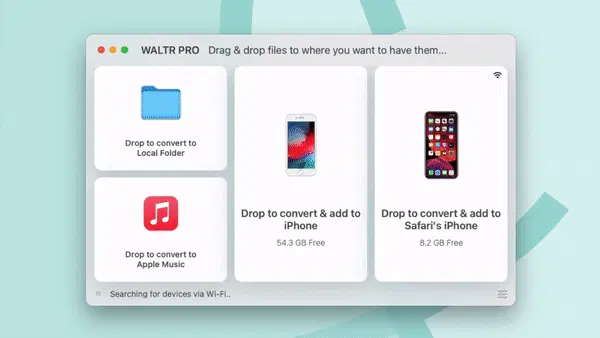 WALTR PRO Drag & drop files to where you want to have them...
Drop to convert to
Local Folder
Drop to convert to
Apple Music
Drop to convert & add to
iPhone
54.3 GB Free
Drop to convert & add to
Safari's iPhone
8.2 GB Free
Searching for devices via Wi-Fi..